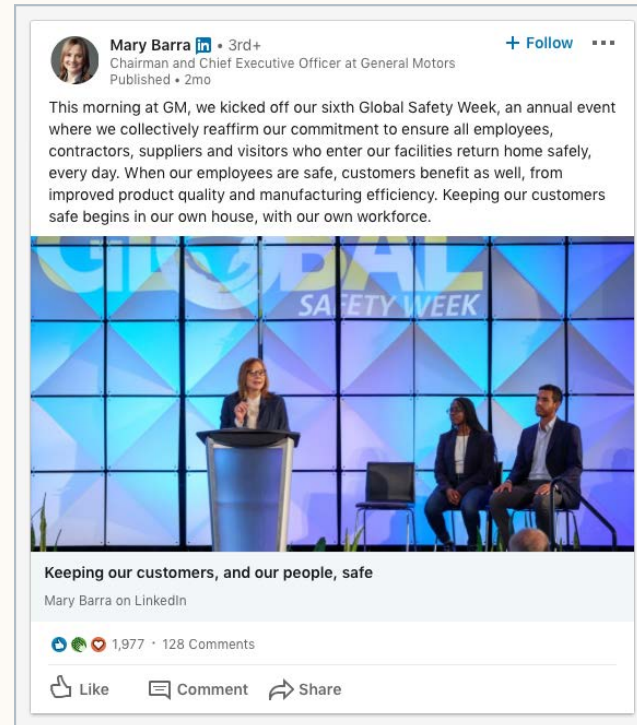 Mary Barra in • 3rd+
+ Follow
Chairman and Chief Executive Officer at General Motors
Published • 2mo
This morning at GM, we kicked off our sixth Global Safety Week, an annual event
where we collectively reaffirm our commitment to ensure all employees,
contractors, suppliers and visitors who enter our facilities return home safely,
every day. When our employees are safe, customers benefit as well, from
improved product quality and manufacturing efficiency. Keeping our customers
safe begins in our own house, with our own workforce.
GLOBAL
SAFETY WEEK
Keeping our customers, and our people, safe
Mary Barra on LinkedIn
1,977 · 128 Comments
Like Comment Share